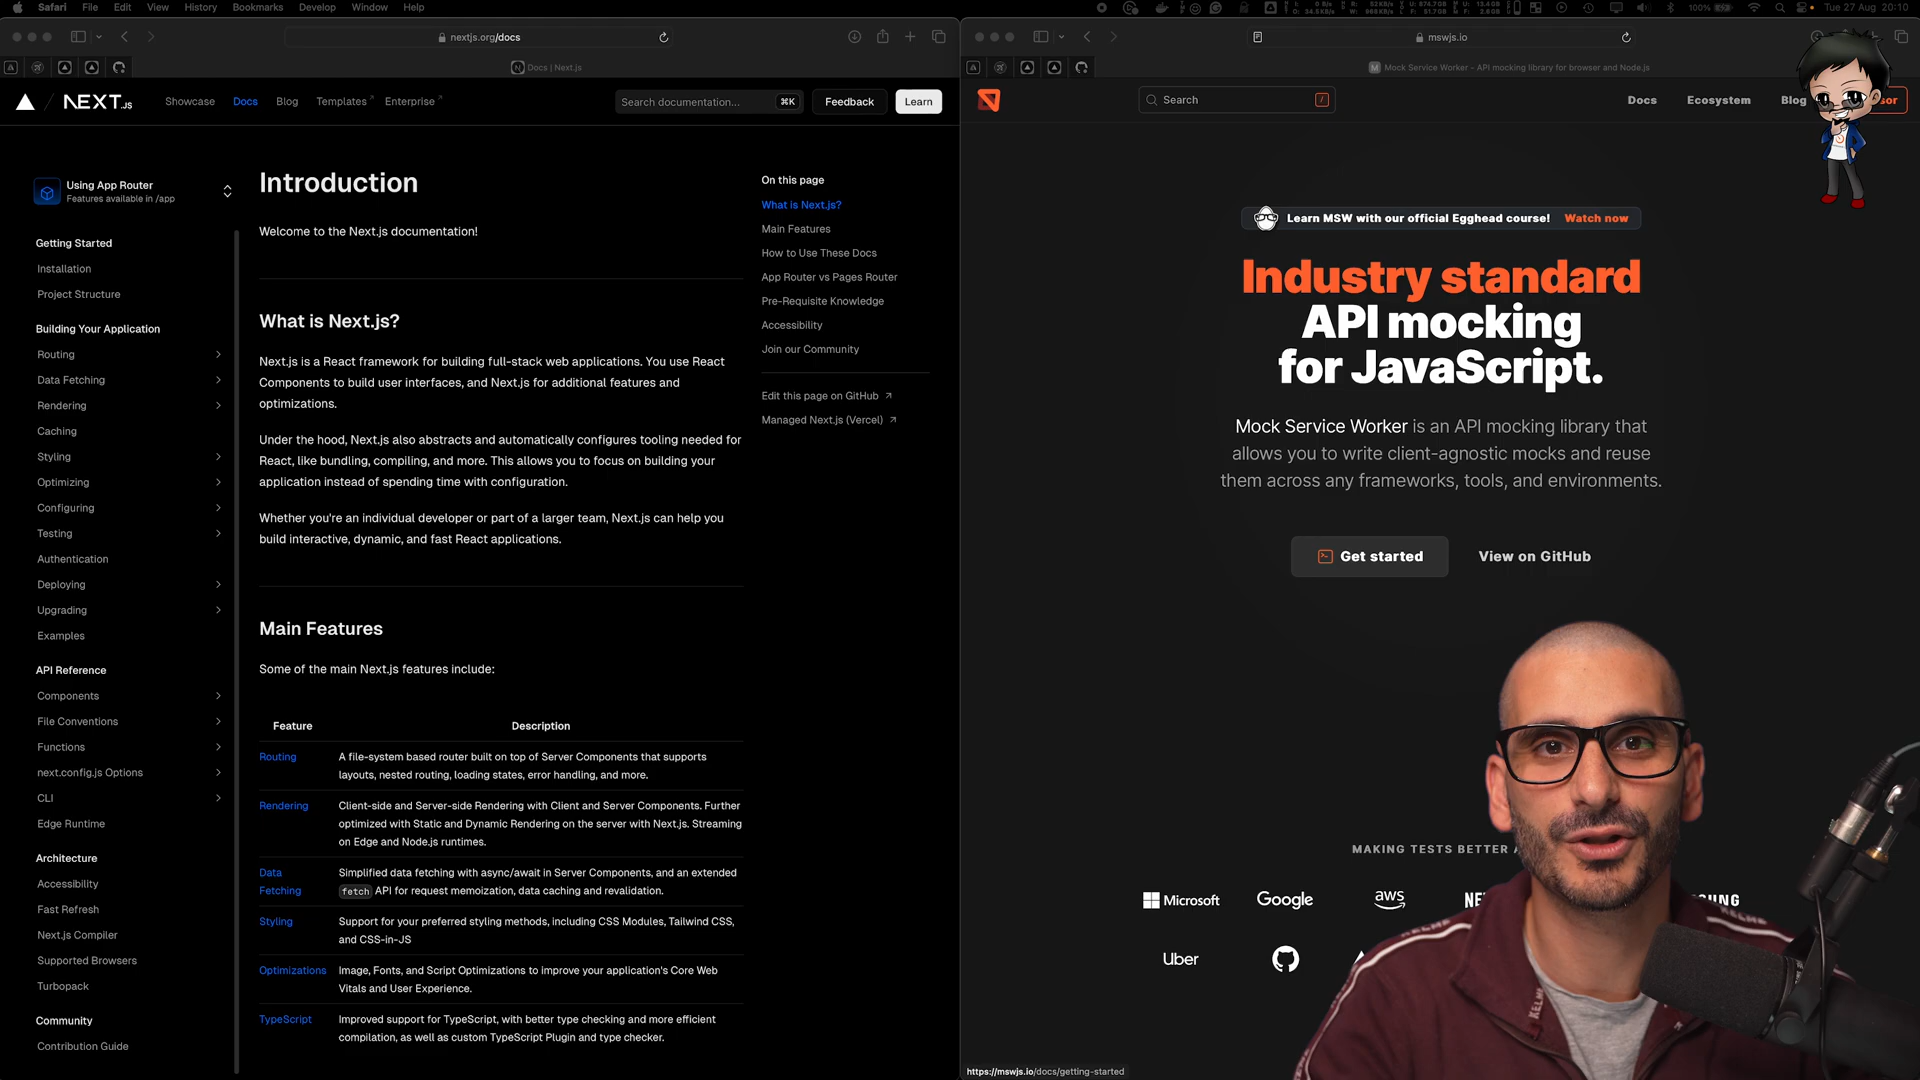 Safari File Edit View History Bookmarks Develop Window Help
100% Tue 27 Aug 20:10
nextjs.org/docs
Docs | Next.js
NEXT.JS Showcase Docs Blog Templates Enterprise Search documentation... ⌘K Feedback Learn
Using App Router
Features available in /app
Getting Started
Installation
Project Structure
Building Your Application
Routing
Data Fetching
Rendering
Caching
Styling
Optimizing
Configuring
Testing
Authentication
Deploying
Upgrading
Examples
API Reference
Components
File Conventions
Functions
next.config.js Options
CLI
Edge Runtime
Architecture
Accessibility
Fast Refresh
Next.js Compiler
Supported Browsers
Turbopack
Community
Contribution Guide
Introduction
Welcome to the Next.js documentation!
What is Next.js?
Next.js is a React framework for building full-stack web applications. You use React
Components to build user interfaces, and Next.js for additional features and
optimizations.
Under the hood, Next.js also abstracts and automatically configures tooling needed for
React, like bundling, compiling, and more. This allows you to focus on building your
application instead of spending time with configuration.
Whether you're an individual developer or part of a larger team, Next.js can help you
build interactive, dynamic, and fast React applications.
Main Features
Some of the main Next.js features include:
Feature Description
Routing A file-system based router built on top of Server Components that supports
layouts, nested routing, loading states, error handling, and more.
Rendering Client-side and Server-side Rendering with Client and Server Components. Further
optimized with Static and Dynamic Rendering on the server with Next.js. Streaming
on Edge and Node.js runtimes.
Data Simplified data fetching with async/await in Server Components, and an extended
Fetching fetch API for request memoization, data caching and revalidation.
Styling Support for your preferred styling methods, including CSS Modules, Tailwind CSS,
and CSS-in-JS
Optimizations Image, Fonts, and Script Optimizations to improve your application's Core Web
Vitals and User Experience.
TypeScript Improved support for TypeScript, with better type checking and more efficient
compilation, as well as custom TypeScript Plugin and type checker.
On this page
What is Next.js?
Main Features
How to Use These Docs
App Router vs Pages Router
Pre-Requisite Knowledge
Accessibility
Join our Community
Edit this page on GitHub
Managed Next.js (Vercel)
mswjs.io
Mock Service Worker - API mocking library for browser and Node.js
Search / Docs Ecosystem Blog sor
Learn MSW with our official Egghead course! Watch now
Industry standard
API mocking
for JavaScript.
Mock Service Worker is an API mocking library that
allows you to write client-agnostic mocks and reuse
them across any frameworks, tools, and environments.
Get started View on GitHub
MAKING TESTS BETTER A
Microsoft Google aws NE UNG
Uber
KELME
https://mswjs.io/docs/getting-started